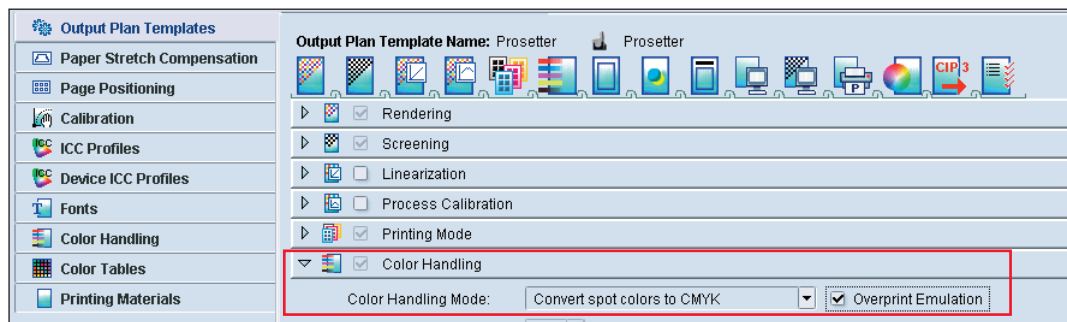 Output Plan Templates
Paper Stretch Compensation
Page Positioning
Calibration
ICC Profiles
Device ICC Profiles
Fonts
Color Handling
Color Tables
Printing Materials
Output Plan Template Name: Prosetter Prosetter
CIP 3
P
Rendering
Screening
Linearization
Process Calibration
Printing Mode
Color Handling
Color Handling Mode: Convert spot colors to CMYK Overprint Emulation